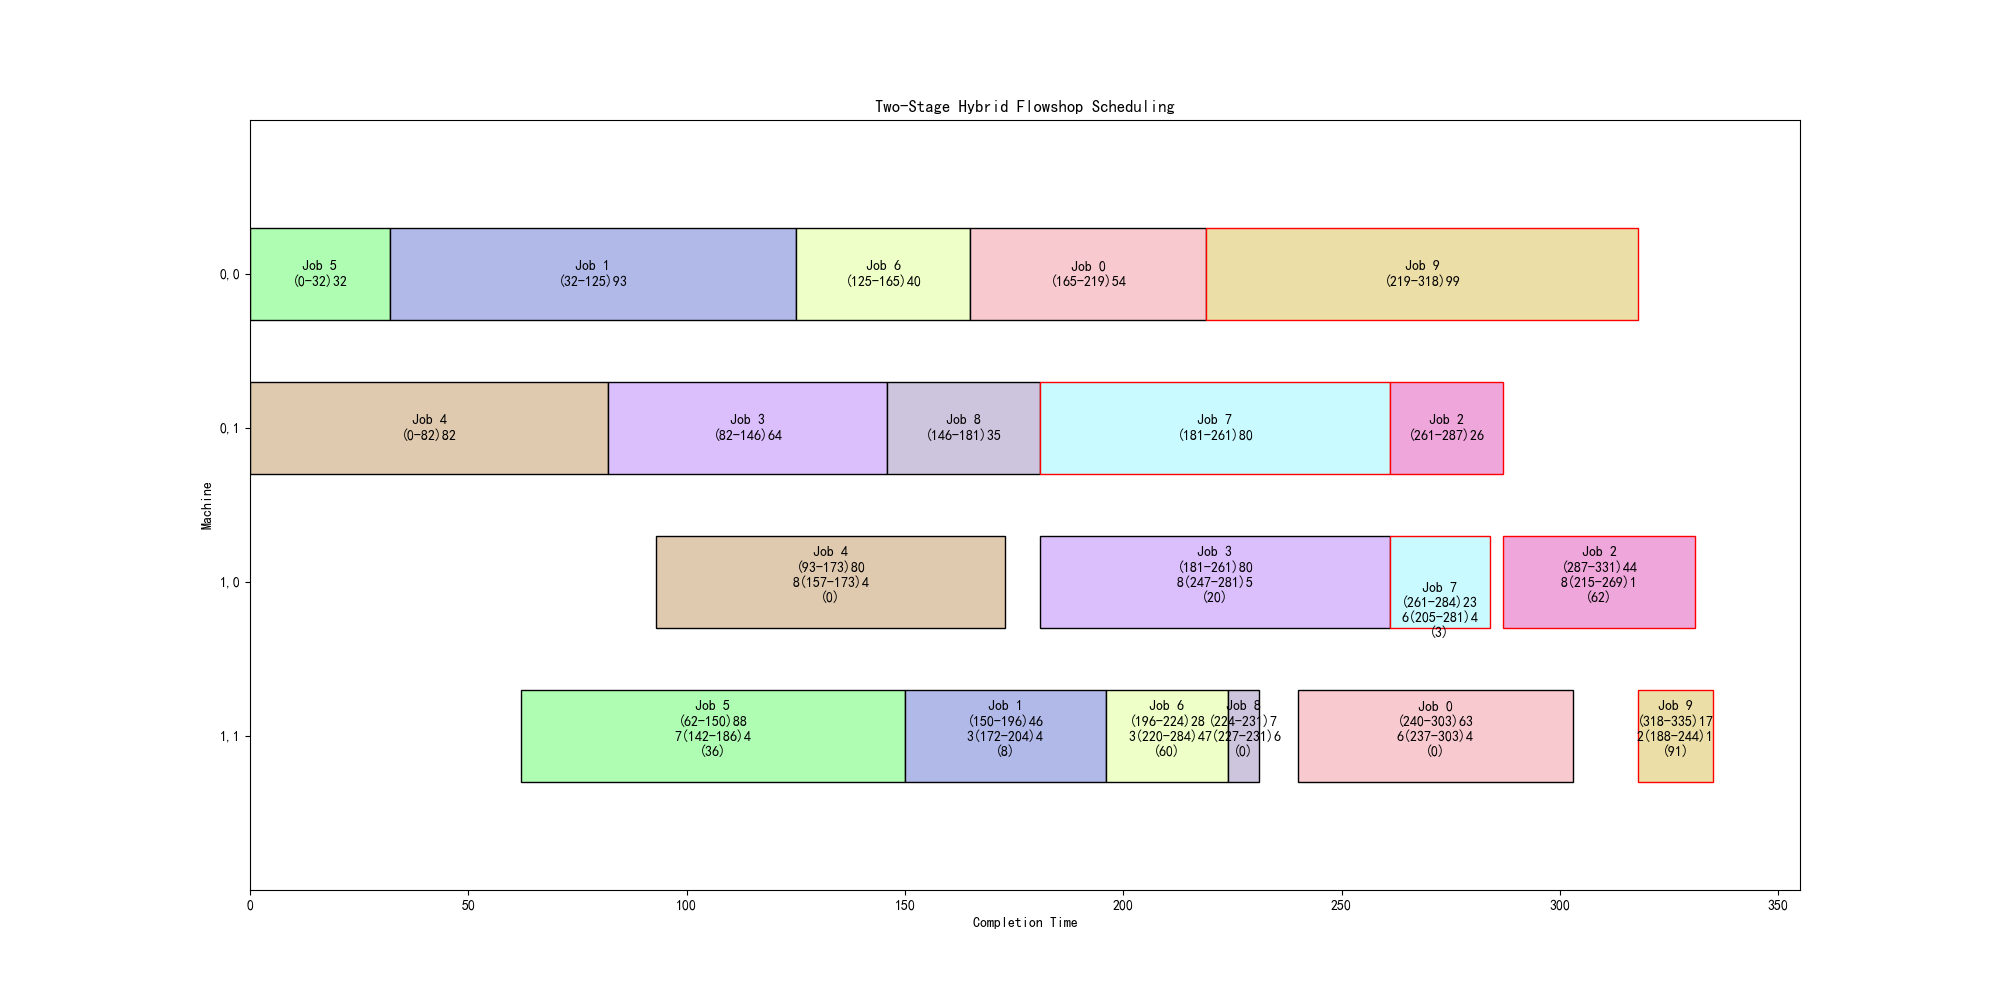 Two-Stage Hybrid Flowshop Scheduling
Machine
0,0
Job 5
(0-32)32
Job 1
(32-125)93
Job 6
(125-165)40
Job 0
(165-219)54
Job 9
(219-318)99
0,1
Job 4
(0-82)82
Job 3
(82-146)64
Job 8
(146-181)35
Job 7
(181-261)80
Job 2
(261-287)26
1,0
Job 4
(93-173)80
8(157-173)4
(0)
Job 3
(181-261)80
8(247-281)5
(20)
Job 7
(261-284)23
6(205-281)4
(3)
Job 2
(287-331)44
8(215-269)1
(62)
1,1
Job 5
(62-150)88
7(142-186)4
(36)
Job 1
(150-196)46
3(172-204)4
(8)
Job 6
(196-224)28
3(220-284)4
(60)
Job 8
(224-231)7
47(227-231)6
(0)
Job 0
(240-303)63
6(237-303)4
(0)
Job 9
(318-335)17
2(188-244)1
(91)
0 50 100 150 200 250 300 350
Completion Time